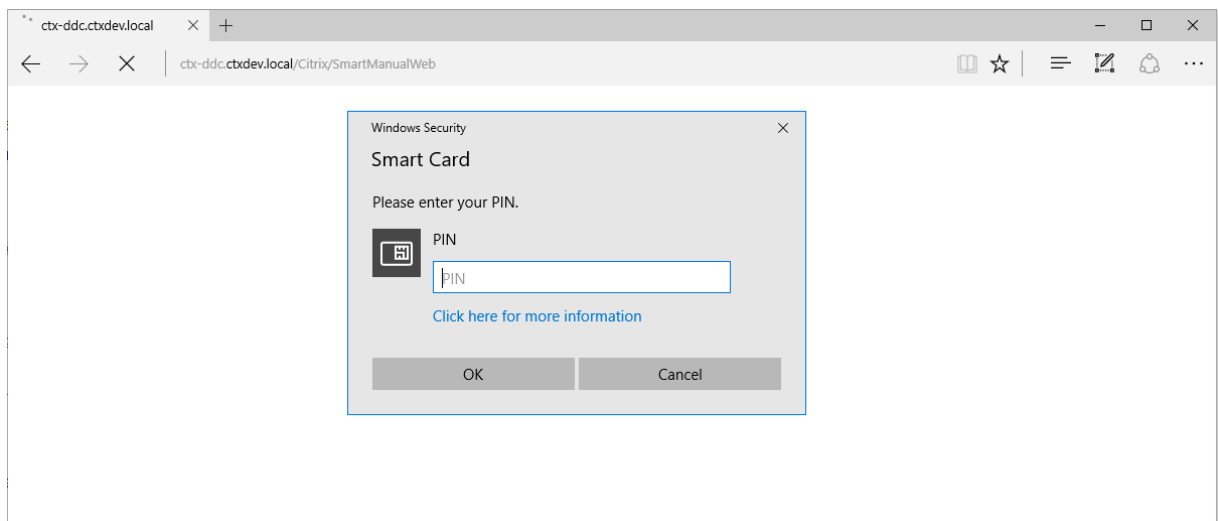 ctx-ddc.ctxdev.local
ctx-ddc.ctxdev.local/Citrix/SmartManualWeb
Windows Security
Smart Card
Please enter your PIN.
PIN
PIN
Click here for more information
OK Cancel